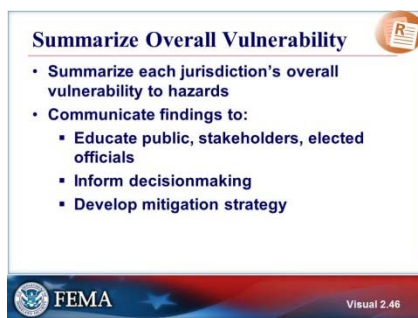 Summarize Overall Vulnerability
R
• Summarize each jurisdiction's overall
vulnerability to hazards
• Communicate findings to:
▪ Educate public, stakeholders, elected
officials
▪ Inform decisionmaking
▪ Develop mitigation strategy
FEMA
Visual 2.46